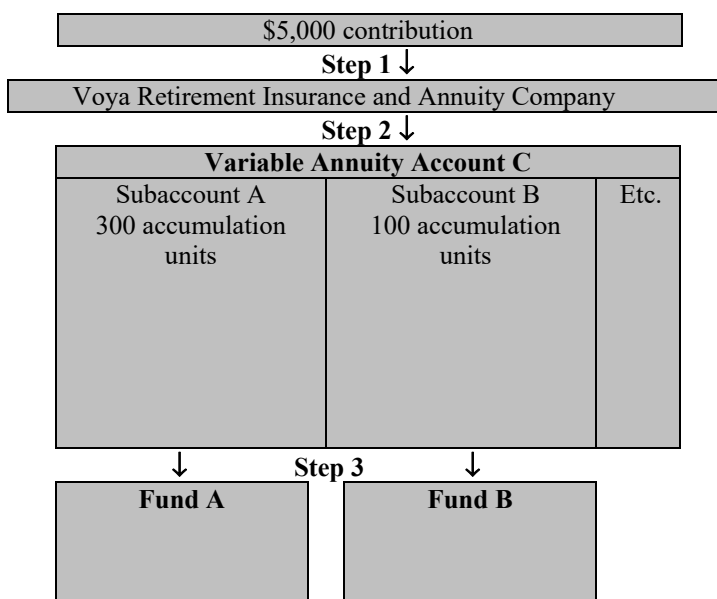 $5,000 contribution
Step 1 ↓
Voya Retirement Insurance and Annuity Company
Step 2 ↓
Variable Annuity Account C
Subaccount A
300 accumulation
units
Subaccount B
100 accumulation
units
Etc.
↓ Step 3 ↓
Fund A
Fund B